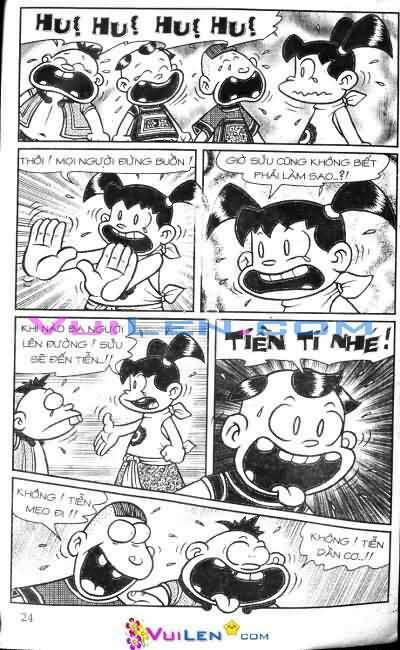 HU! HU! HU! HU!
THÔI! MỌI NGƯỜI ĐỪNG BUỒN!
GIỜ SỬU CŨNG KHÔNG BIẾT
PHẢI LÀM SAO..?!
KHI NÀO BA NGƯỜI
LÊN ĐƯỜNG! SỬU
SẼ ĐẾN TIỄN..!!
TIỄN TÍ NHÉ!
VUILEN.COM
KHÔNG! TIỄN
MẸO ĐI!!
KHÔNG! TIỄN
DẦN CƠ..!!
24
VUILEN.COM